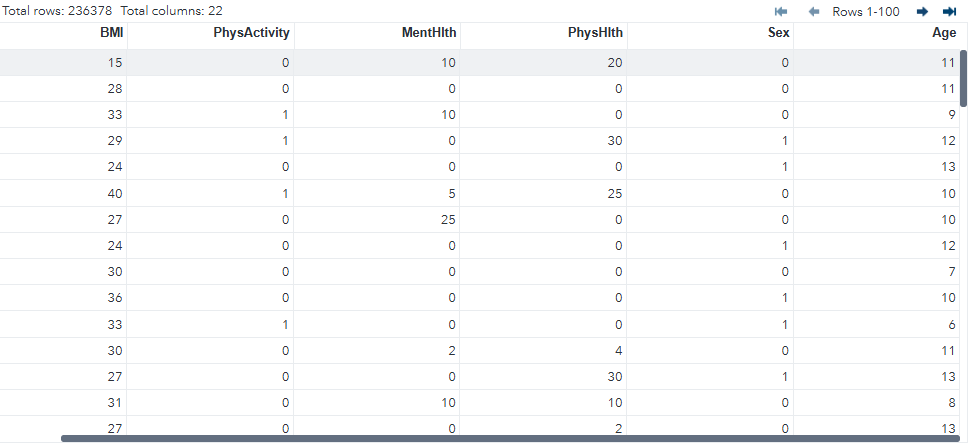 Total rows: 236378 Total columns: 22 Rows 1-100
BMI PhysActivity MentHlth PhysHlth Sex Age
15 0 10 20 0 11
28 0 0 0 0 11
33 1 10 0 0 9
29 1 0 30 1 12
24 0 0 0 1 13
40 1 5 25 0 10
27 0 25 0 0 10
24 0 0 0 1 12
30 0 0 0 0 7
36 0 0 0 1 10
33 1 0 0 1 6
30 0 2 4 0 11
27 0 0 30 1 13
31 0 10 10 0 8
27 0 0 2 0 13